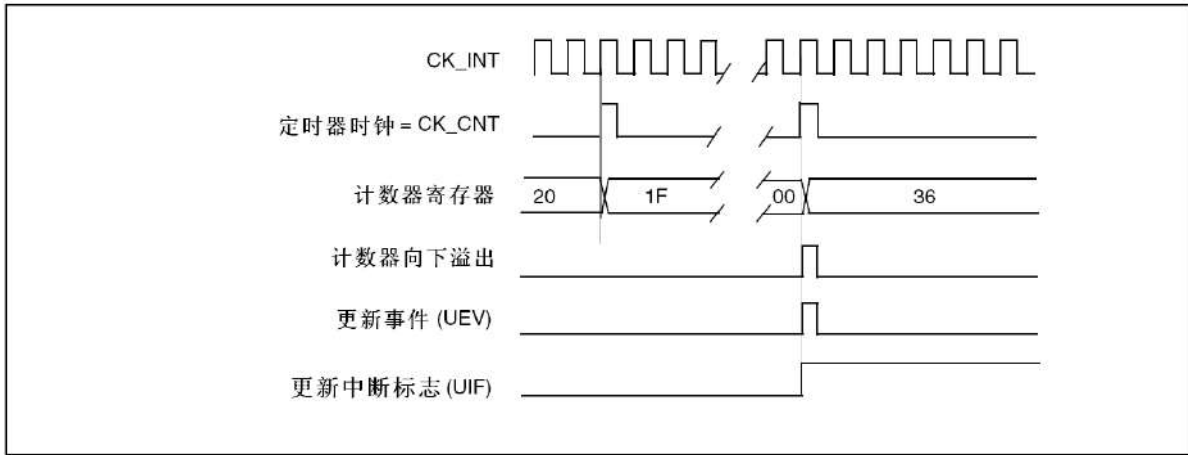 CK_INT
定时器时钟 = CK_CNT
计数器寄存器 20 1F 00 36
计数器向下溢出
更新事件 (UEV)
更新中断标志 (UIF)